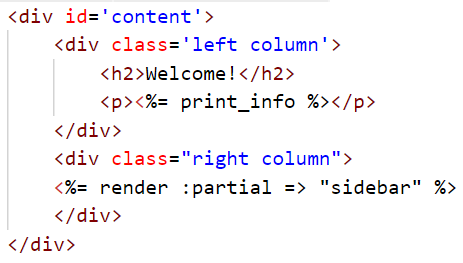 <div id='content'>
    <div class='left column'>
        <h2>Welcome!</h2>
        <p><%= print_info %></p>
    </div>
    <div class="right column">
    <%= render :partial => "sidebar" %>
    </div>
</div>